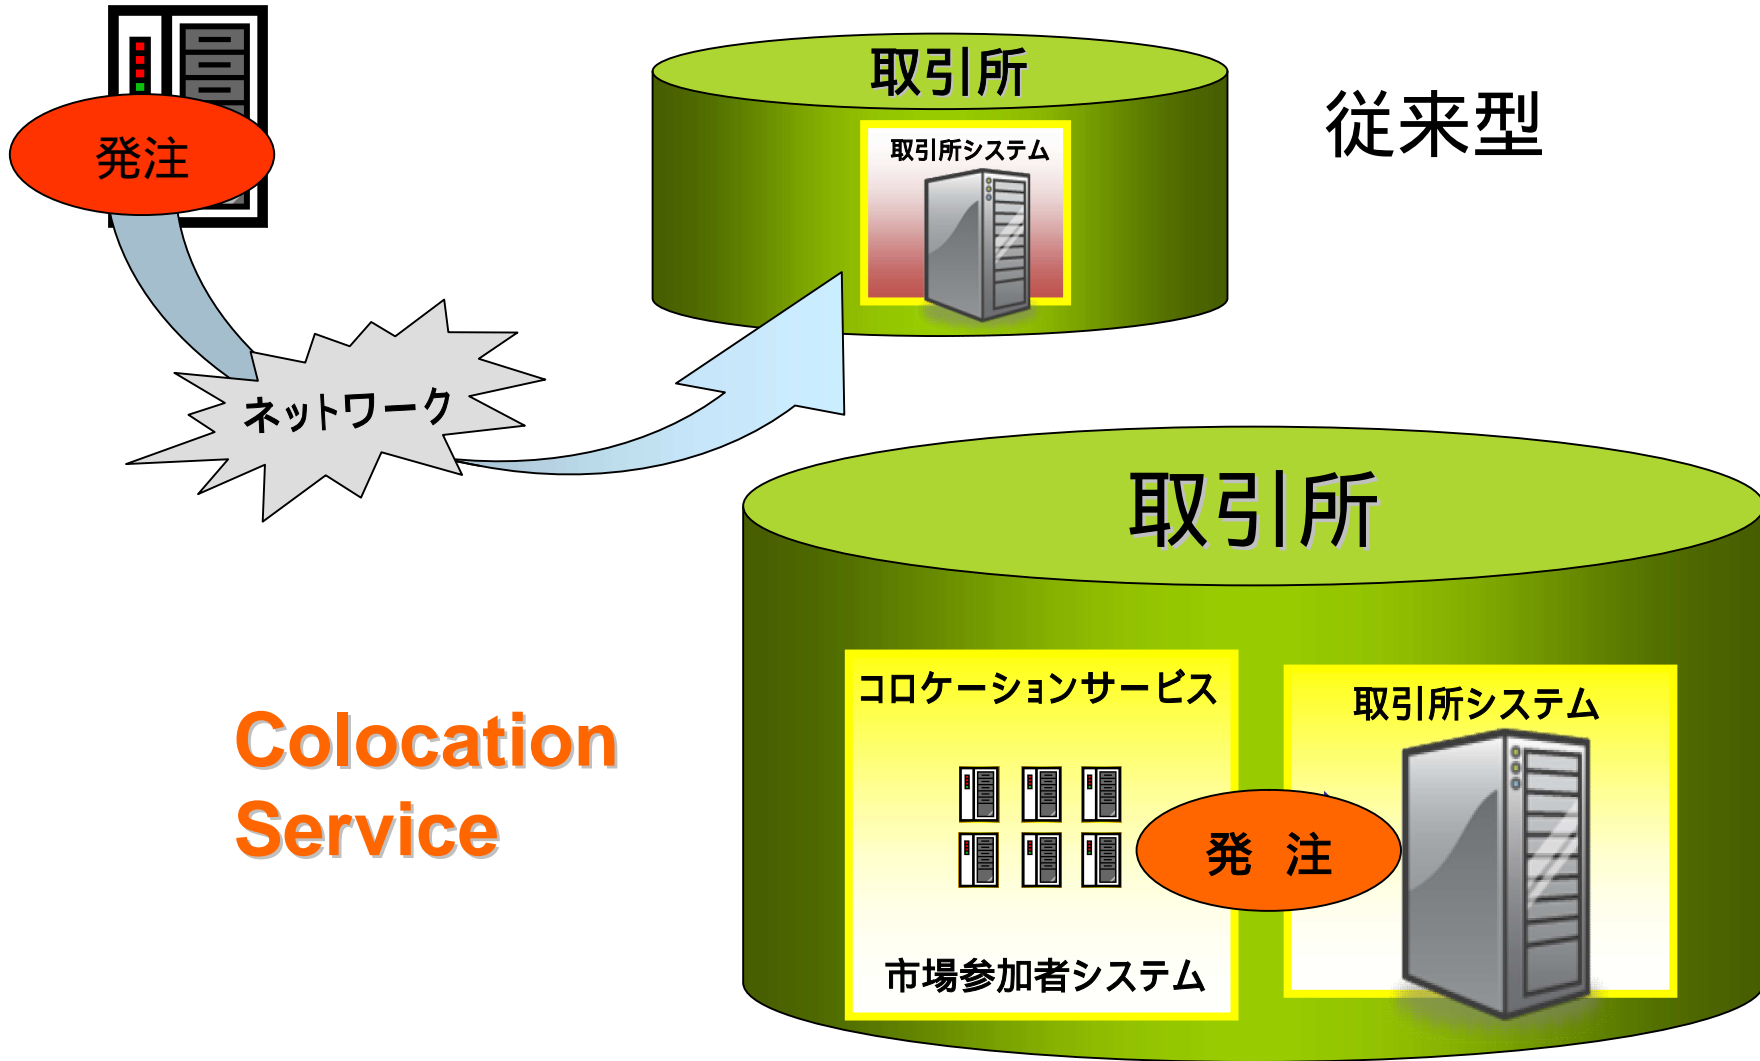 取引所
従来型
取引所システム
発注
ネットワーク
取引所
コロケーションサービス
取引所システム
Colocation
Service
発 注
市場参加者システム